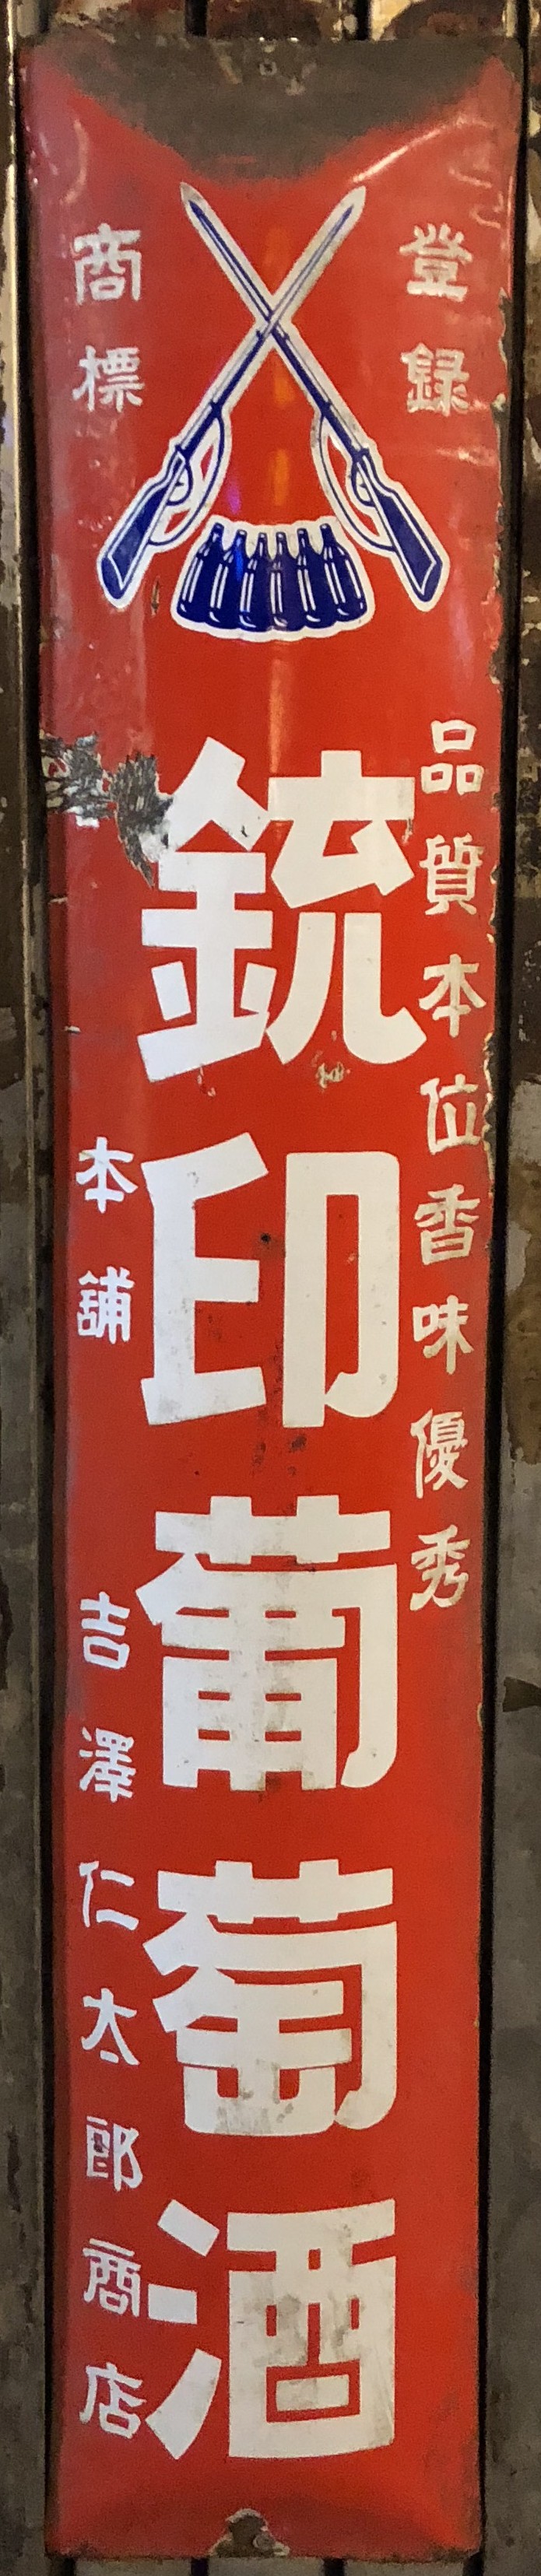 登録
商標
品質本位香味優秀
銃印葡萄酒
本舗 吉澤仁太郎商店